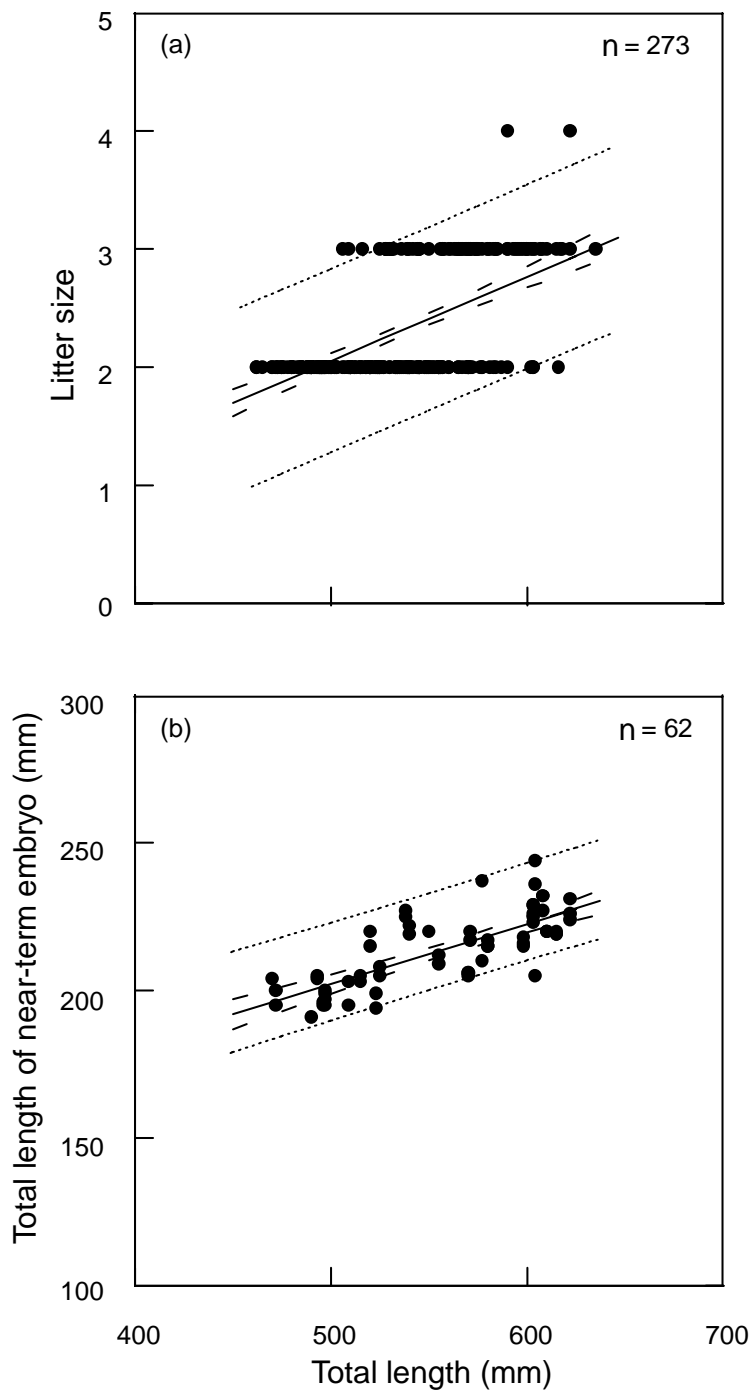 5
(a)
n = 273
4
3
2
1
0
Litter size
300
(b)
n = 62
250
200
150
100
Total length of near-term embryo (mm)
400 500 600 700
Total length (mm)